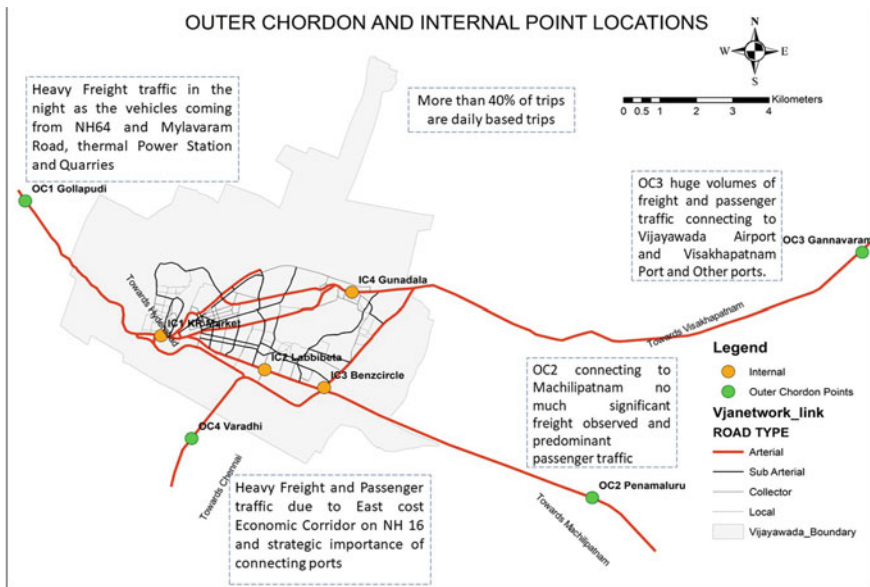 OUTER CHORDON AND INTERNAL POINT LOCATIONS
N
W E
S
Kilometers
0 0.5 1 2 3 4
Heavy Freight traffic in the
night as the vehicles coming
from NH64 and Mylavaram
Road, thermal Power Station
and Quarries
More than 40% of trips
are daily based trips
OC1 Gollapudi
OC3 huge volumes of
freight and passenger
traffic connecting to
Vijayawada Airport
and Visakhapatnam
Port and Other ports.
OC3 Gannavaram
IC4 Gunadala
Towards Hyderabad
IC1 KR Market
Towards Visakhapatnam
IC2 Labbibeta
IC3 Benzcircle
OC2 connecting to
Machilipatnam no
much significant
freight observed and
predominant
passenger traffic
OC4 Varadhi
Towards Chennai
Heavy Freight and Passenger
traffic due to East cost
Economic Corridor on NH 16
and strategic importance of
connecting ports
OC2 Penamaluru
Towards Machilipatnam
Legend
Internal
Outer Chordon Points
Vjanetwork_link
ROAD TYPE
Arterial
Sub Arterial
Collector
Local
Vijayawada_Boundary